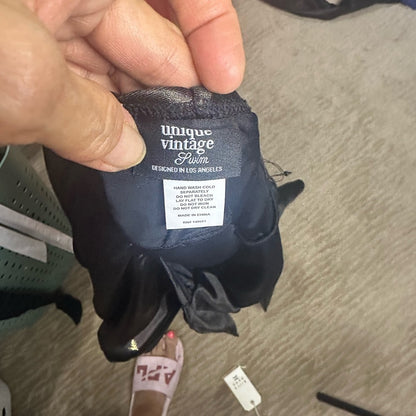 unique
vintage
Swim
DESIGNED IN LOS ANGELES
HAND WASH COLD
SEPARATELY
DO NOT BLEACH
LAY FLAT TO DRY
DO NOT IRON
DO NOT DRY CLEAN
MADE IN CHINA
APL